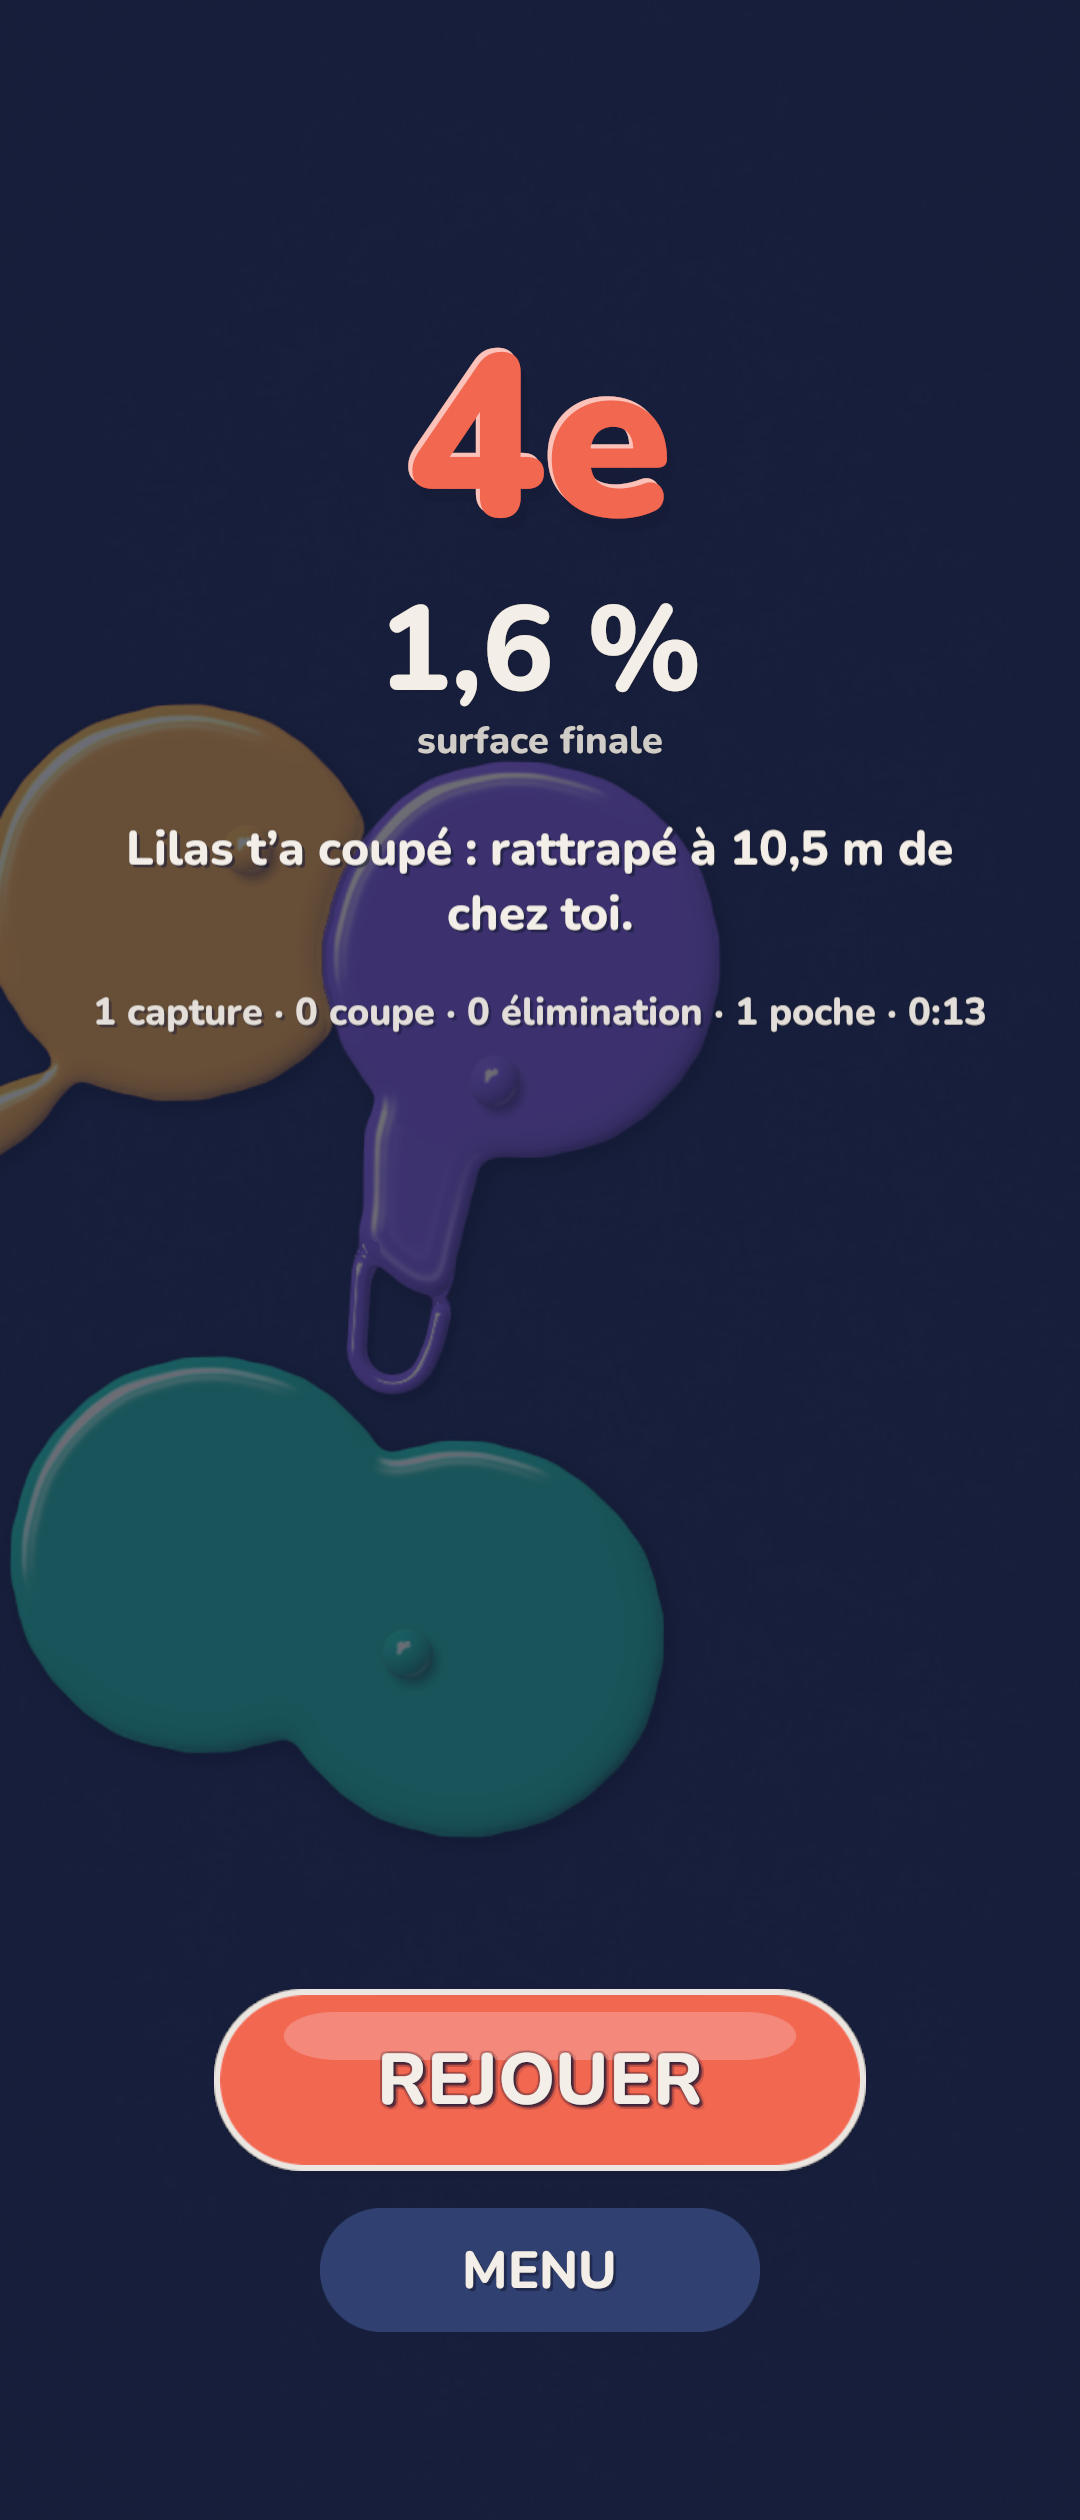 4e
1,6 %
surface finale
Lilas t’a coupé : rattrapé à 10,5 m de
chez toi.
1 capture · 0 coupe · 0 élimination · 1 poche · 0:13
REJOUER
MENU